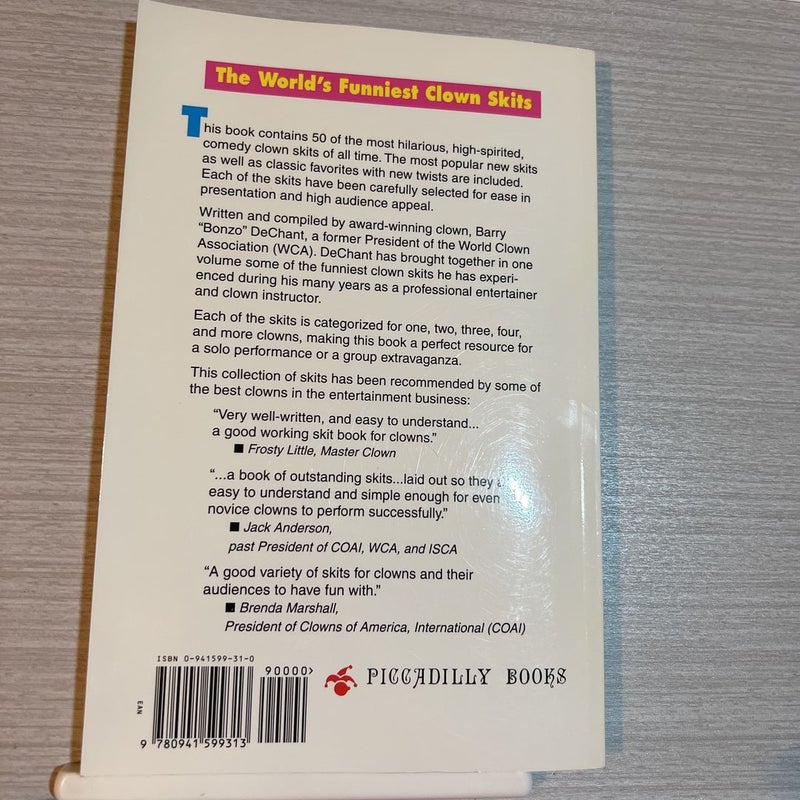 The World's Funniest Clown Skits
This book contains 50 of the most hilarious, high-spirited,
comedy clown skits of all time. The most popular new skits
as well as classic favorites with new twists are included.
Each of the skits have been carefully selected for ease in
presentation and high audience appeal.
Written and compiled by award-winning clown, Barry
"Bonzo" DeChant, a former President of the World Clown
Association (WCA). DeChant has brought together in one
volume some of the funniest clown skits he has experi-
enced during his many years as a professional entertainer
and clown instructor.
Each of the skits is categorized for one, two, three, four,
and more clowns, making this book a perfect resource for
a solo performance or a group extravaganza.
This collection of skits has been recommended by some of
the best clowns in the entertainment business:
"Very well-written, and easy to understand...
a good working skit book for clowns."
■ Frosty Little, Master Clown
"...a book of outstanding skits...laid out so they
easy to understand and simple enough for even
novice clowns to perform successfully."
■ Jack Anderson,
past President of COAI, WCA, and ISCA
"A good variety of skits for clowns and their
audiences to have fun with."
■ Brenda Marshall,
President of Clowns of America, International (COAI)
ISBN 0-941599-31-0
90000>
EAN
9 780941 599313
PICCADILLY BOOKS